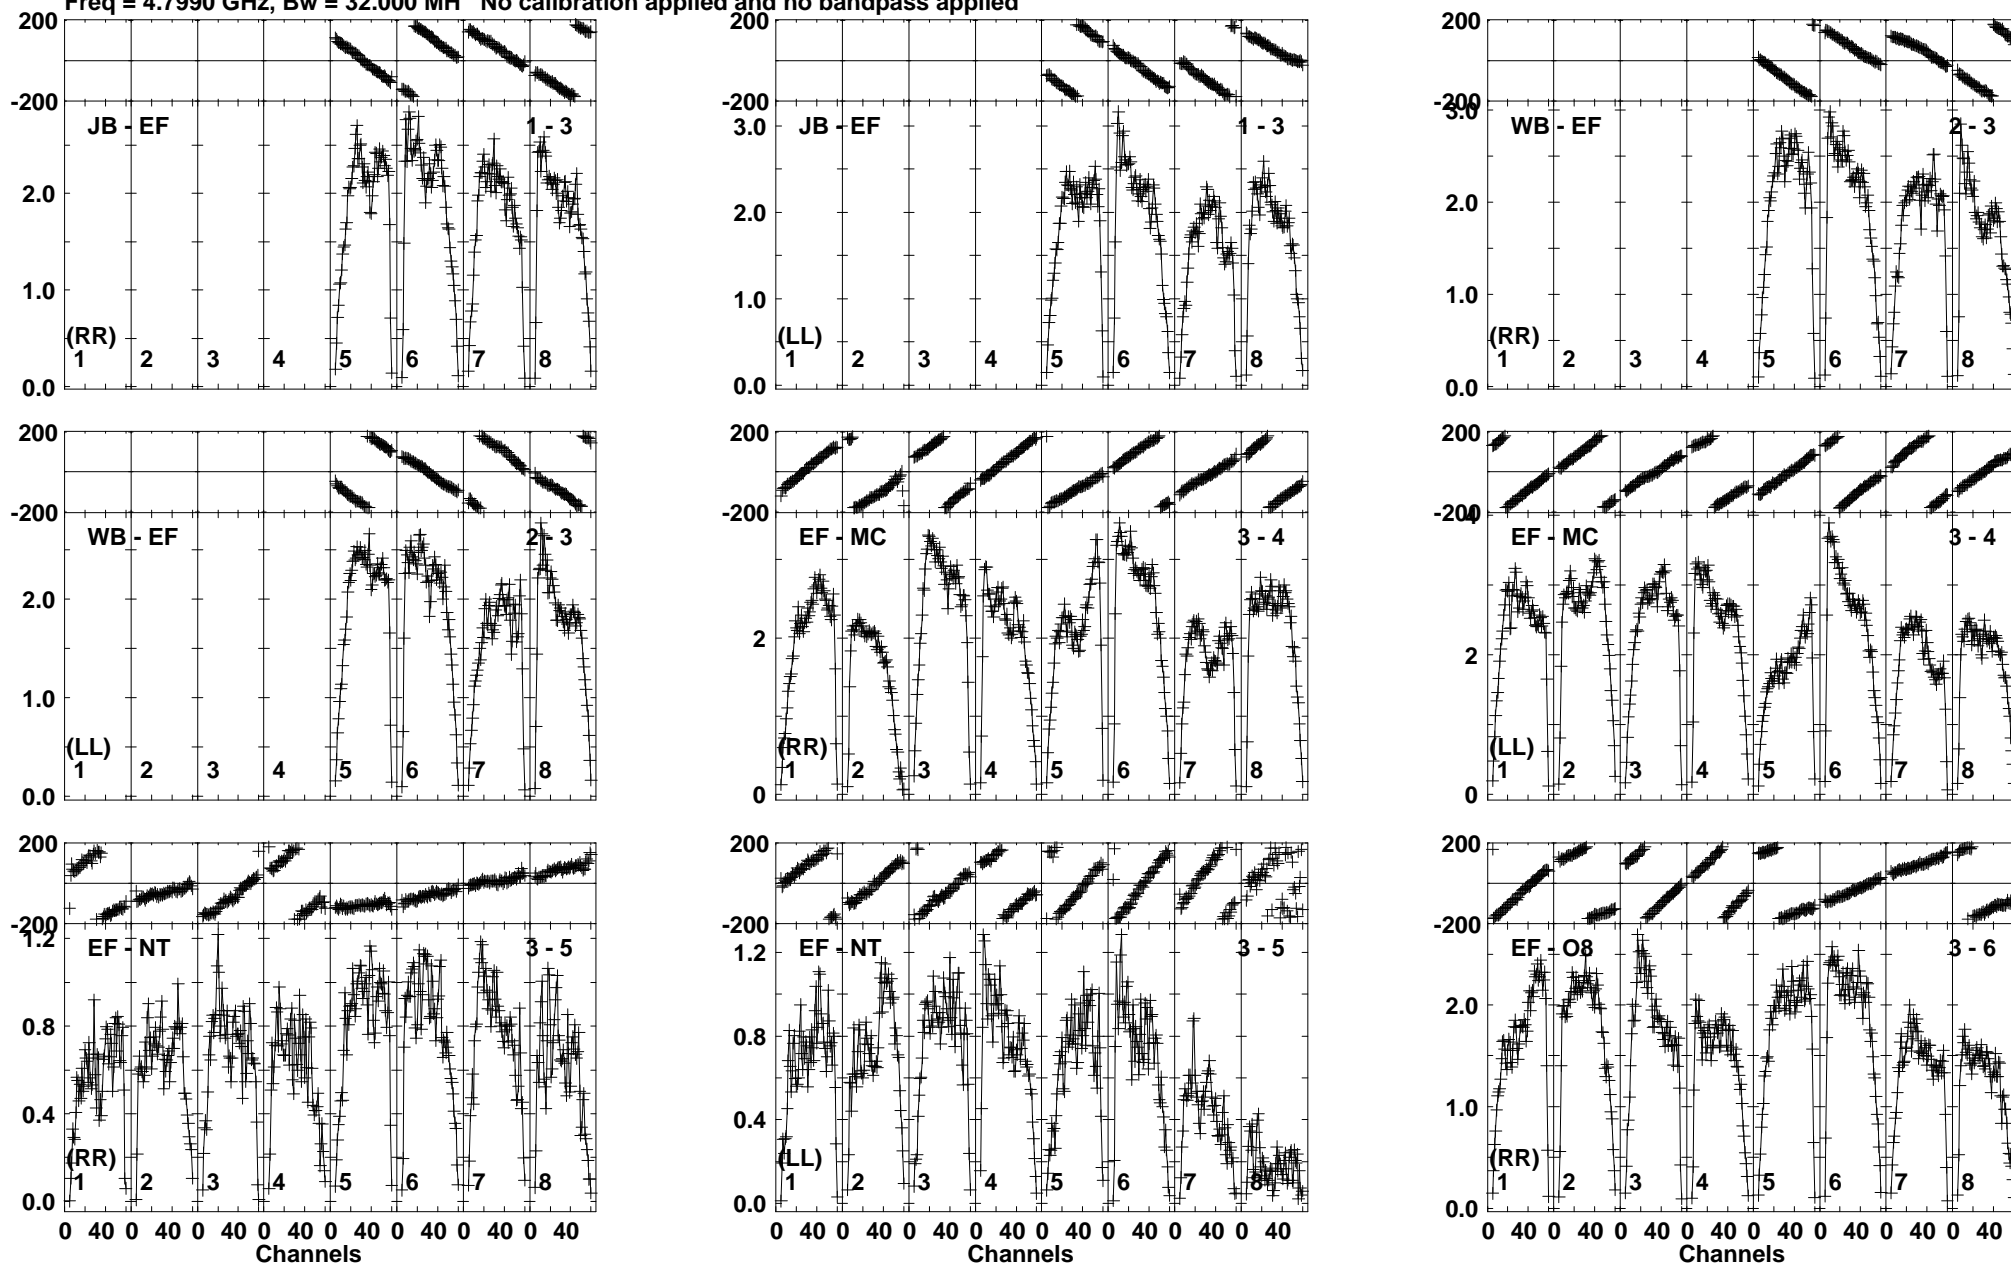 Freq = 4.7990 GHz, Bw = 32.000 MH No calibration applied and no bandpass applied
200 200 200
-200 -200 -200
JB - EF 1 - 3 JB - EF 1 - 3 WB - EF 2 - 3
3.0 3.0
2.0 2.0 2.0
1.0 1.0 1.0
(RR) (LL) (RR)
1 2 3 4 5 6 7 8 1 2 3 4 5 6 7 8 1 2 3 4 5 6 7 8
0.0 0.0 0.0
200 200 200
-200 -200 -200
4
WB - EF 2 - 3 EF - MC 3 - 4 EF - MC 3 - 4
2.0 2 2
1.0
(LL) (RR) (LL)
1 2 3 4 5 6 7 8 1 2 3 4 5 6 7 8 1 2 3 4 5 6 7 8
0.0 0 0
200 200 200
-200 -200 -200
1.2 EF - NT 3 - 5 1.2 EF - NT 3 - 5 EF - O8 3 - 6
0.8 0.8 2.0
0.4 0.4 1.0
(RR) (LL) (RR)
1 2 3 4 5 6 7 8 1 2 3 4 5 6 7 8 1 2 3 4 5 6 7 8
0.0 0.0 0.0
0 40 0 40 0 40 0 40 0 40 0 40 0 40 0 40 0 40 0 40 0 40 0 40 0 40 0 40 0 40 0 40 0 40 0 40 0 40 0 40 0 40 0 40 0 40 0 40
Channels Channels Channels